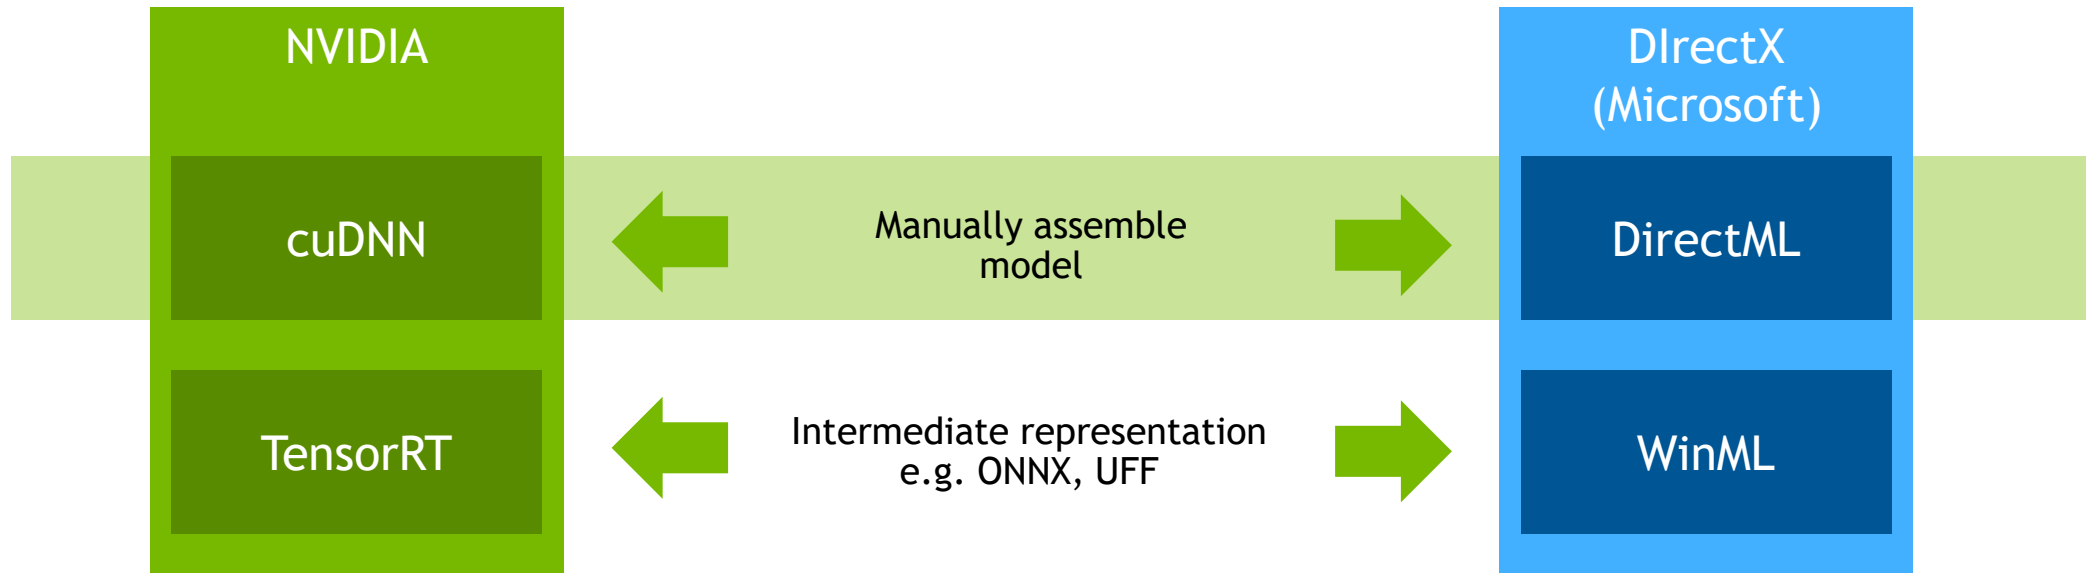 NVIDIA
DIrectX
(Microsoft)
cuDNN
Manually assemble
model
DirectML
TensorRT
Intermediate representation
e.g. ONNX, UFF
WinML